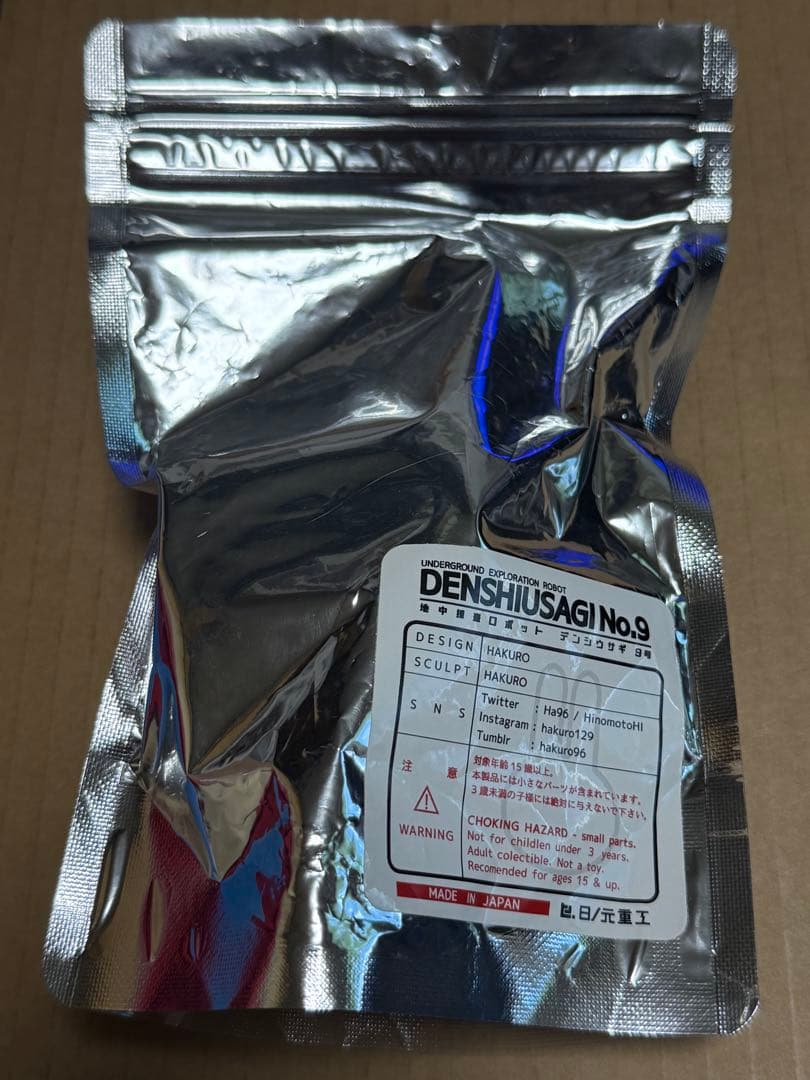 UNDERGROUND EXPLORATION ROBOT
DENSHIUSAGI No.9
地中探査ロボット デンシウサギ 9号
DESIGN HAKURO
SCULPT HAKURO
SNS
Twitter : Ha96 / HinomotoHI
Instagram : hakuro129
Tumblr : hakuro96
注意
WARNING
対象年齢15歳以上。
本製品には小さなパーツが含まれています。
3歳未満の子様には絶対に与えないで下さい。
CHOKING HAZARD - small parts.
Not for childlen under 3 years.
Adult colectible. Not a toy.
Recomended for ages 15 & up.
MADE IN JAPAN
日ノ元重工